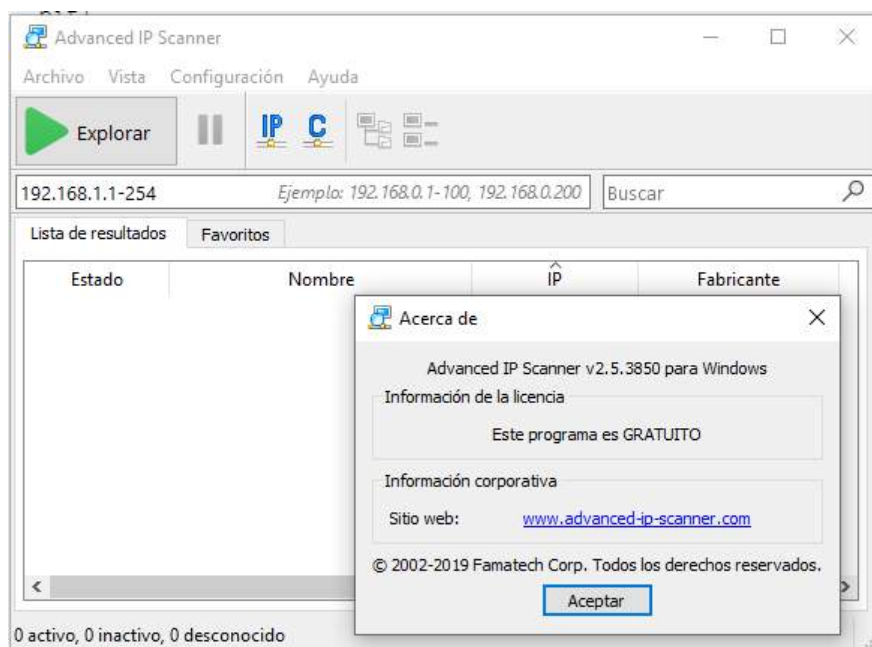 Advanced IP Scanner
Archivo Vista Configuración Ayuda
Explorar IP C
192.168.1.1-254 Ejemplo: 192.168.0.1-100, 192.168.0.200 Buscar
Lista de resultados Favoritos
Estado Nombre IP Fabricante
Acerca de
Advanced IP Scanner v2.5.3850 para Windows
Información de la licencia
Este programa es GRATUITO
Información corporativa
Sitio web: www.advanced-ip-scanner.com
© 2002-2019 Famatech Corp. Todos los derechos reservados.
Aceptar
0 activo, 0 inactivo, 0 desconocido